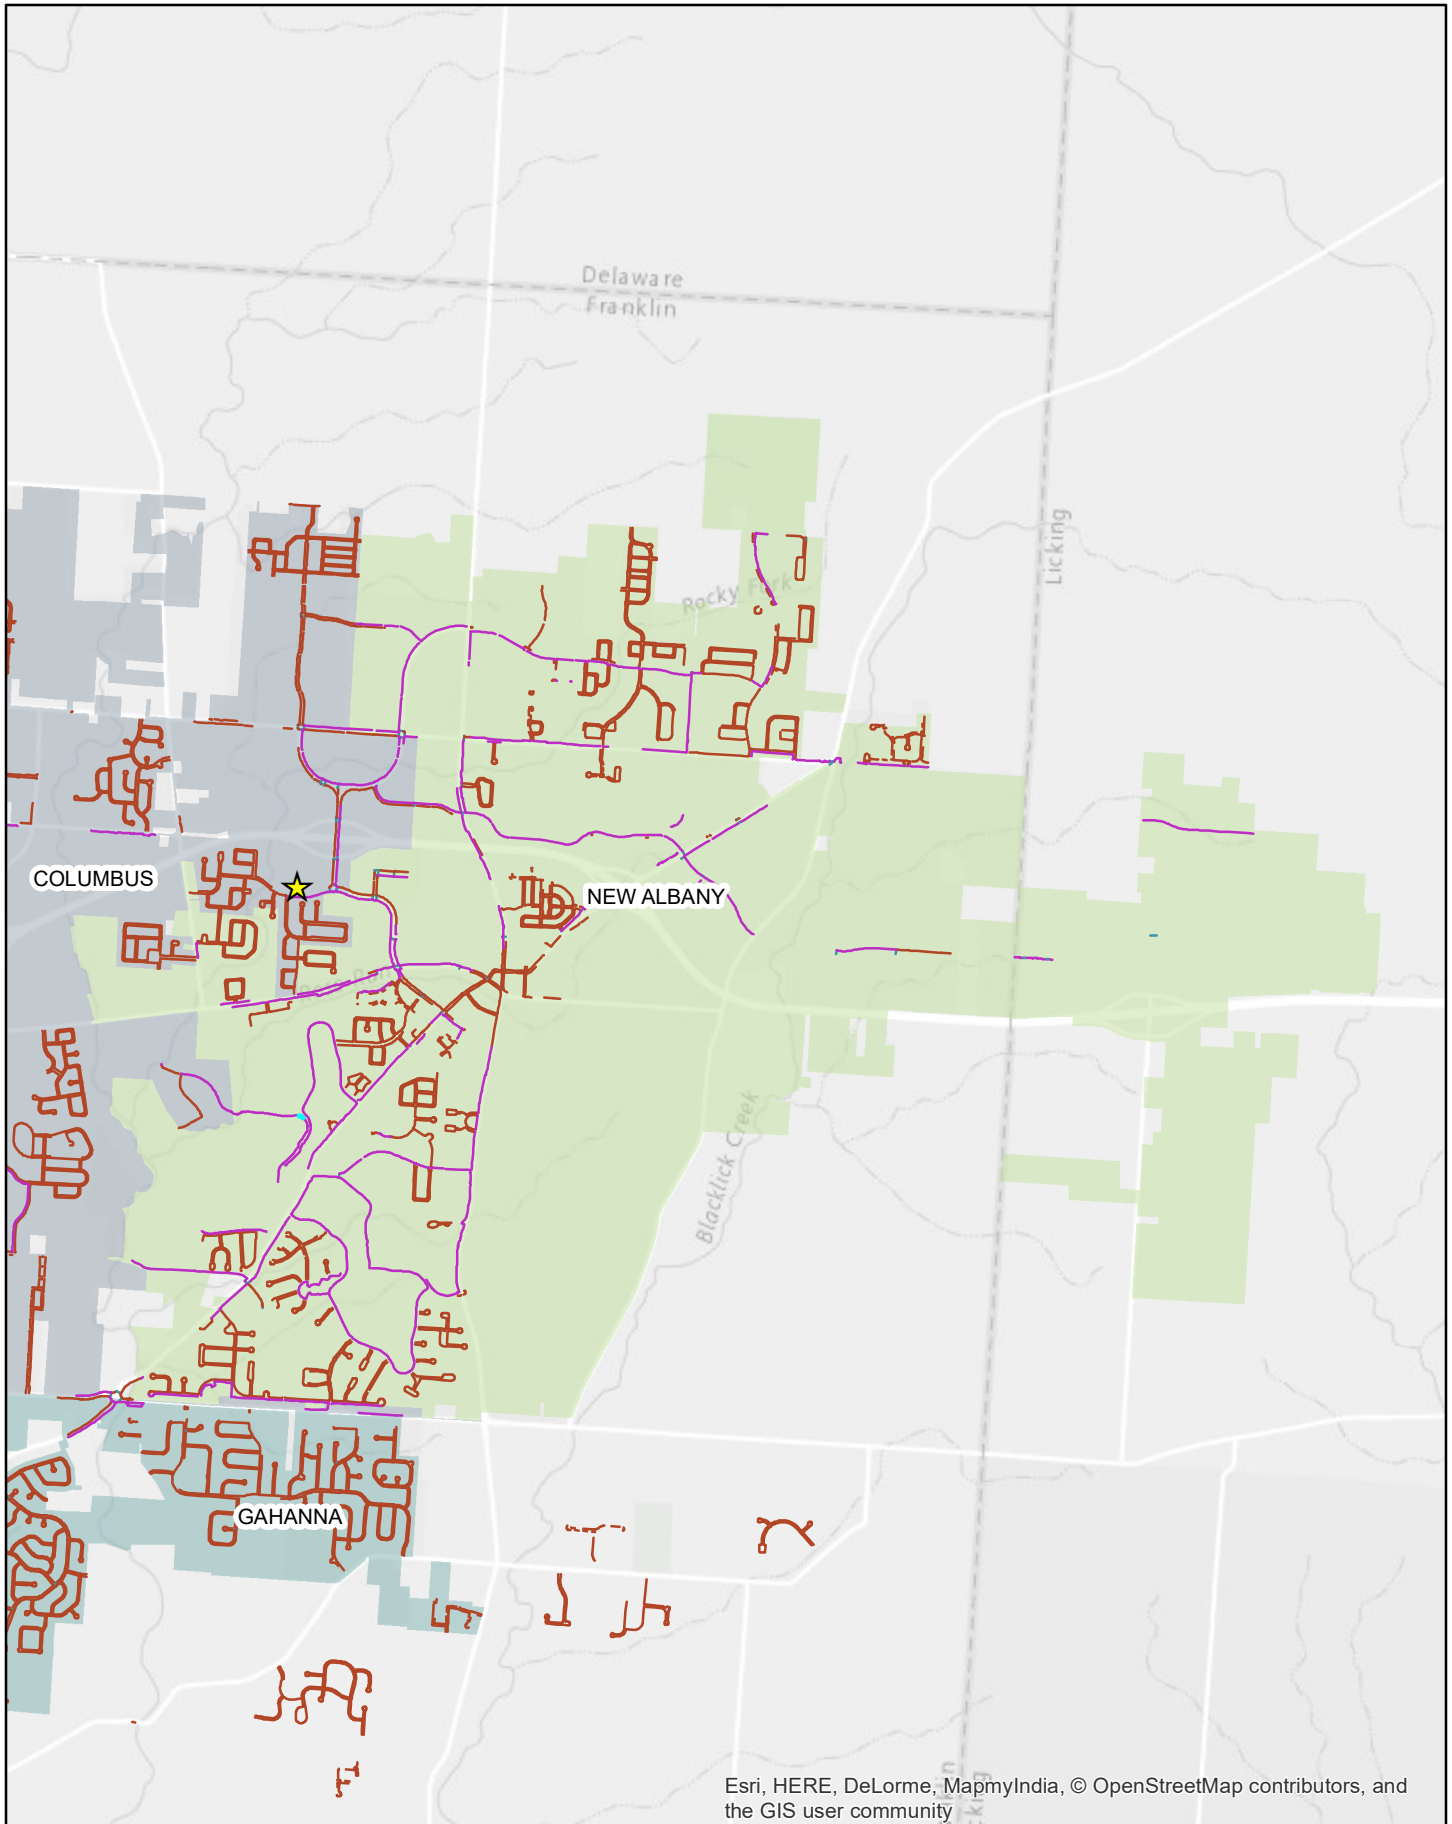 Delaware
Franklin
Licking
Rocky Fork
COLUMBUS
NEW ALBANY
Blacklick Creek
GAHANNA
Esri, HERE, DeLorme, MapmyIndia, © OpenStreetMap contributors, and
the GIS user community